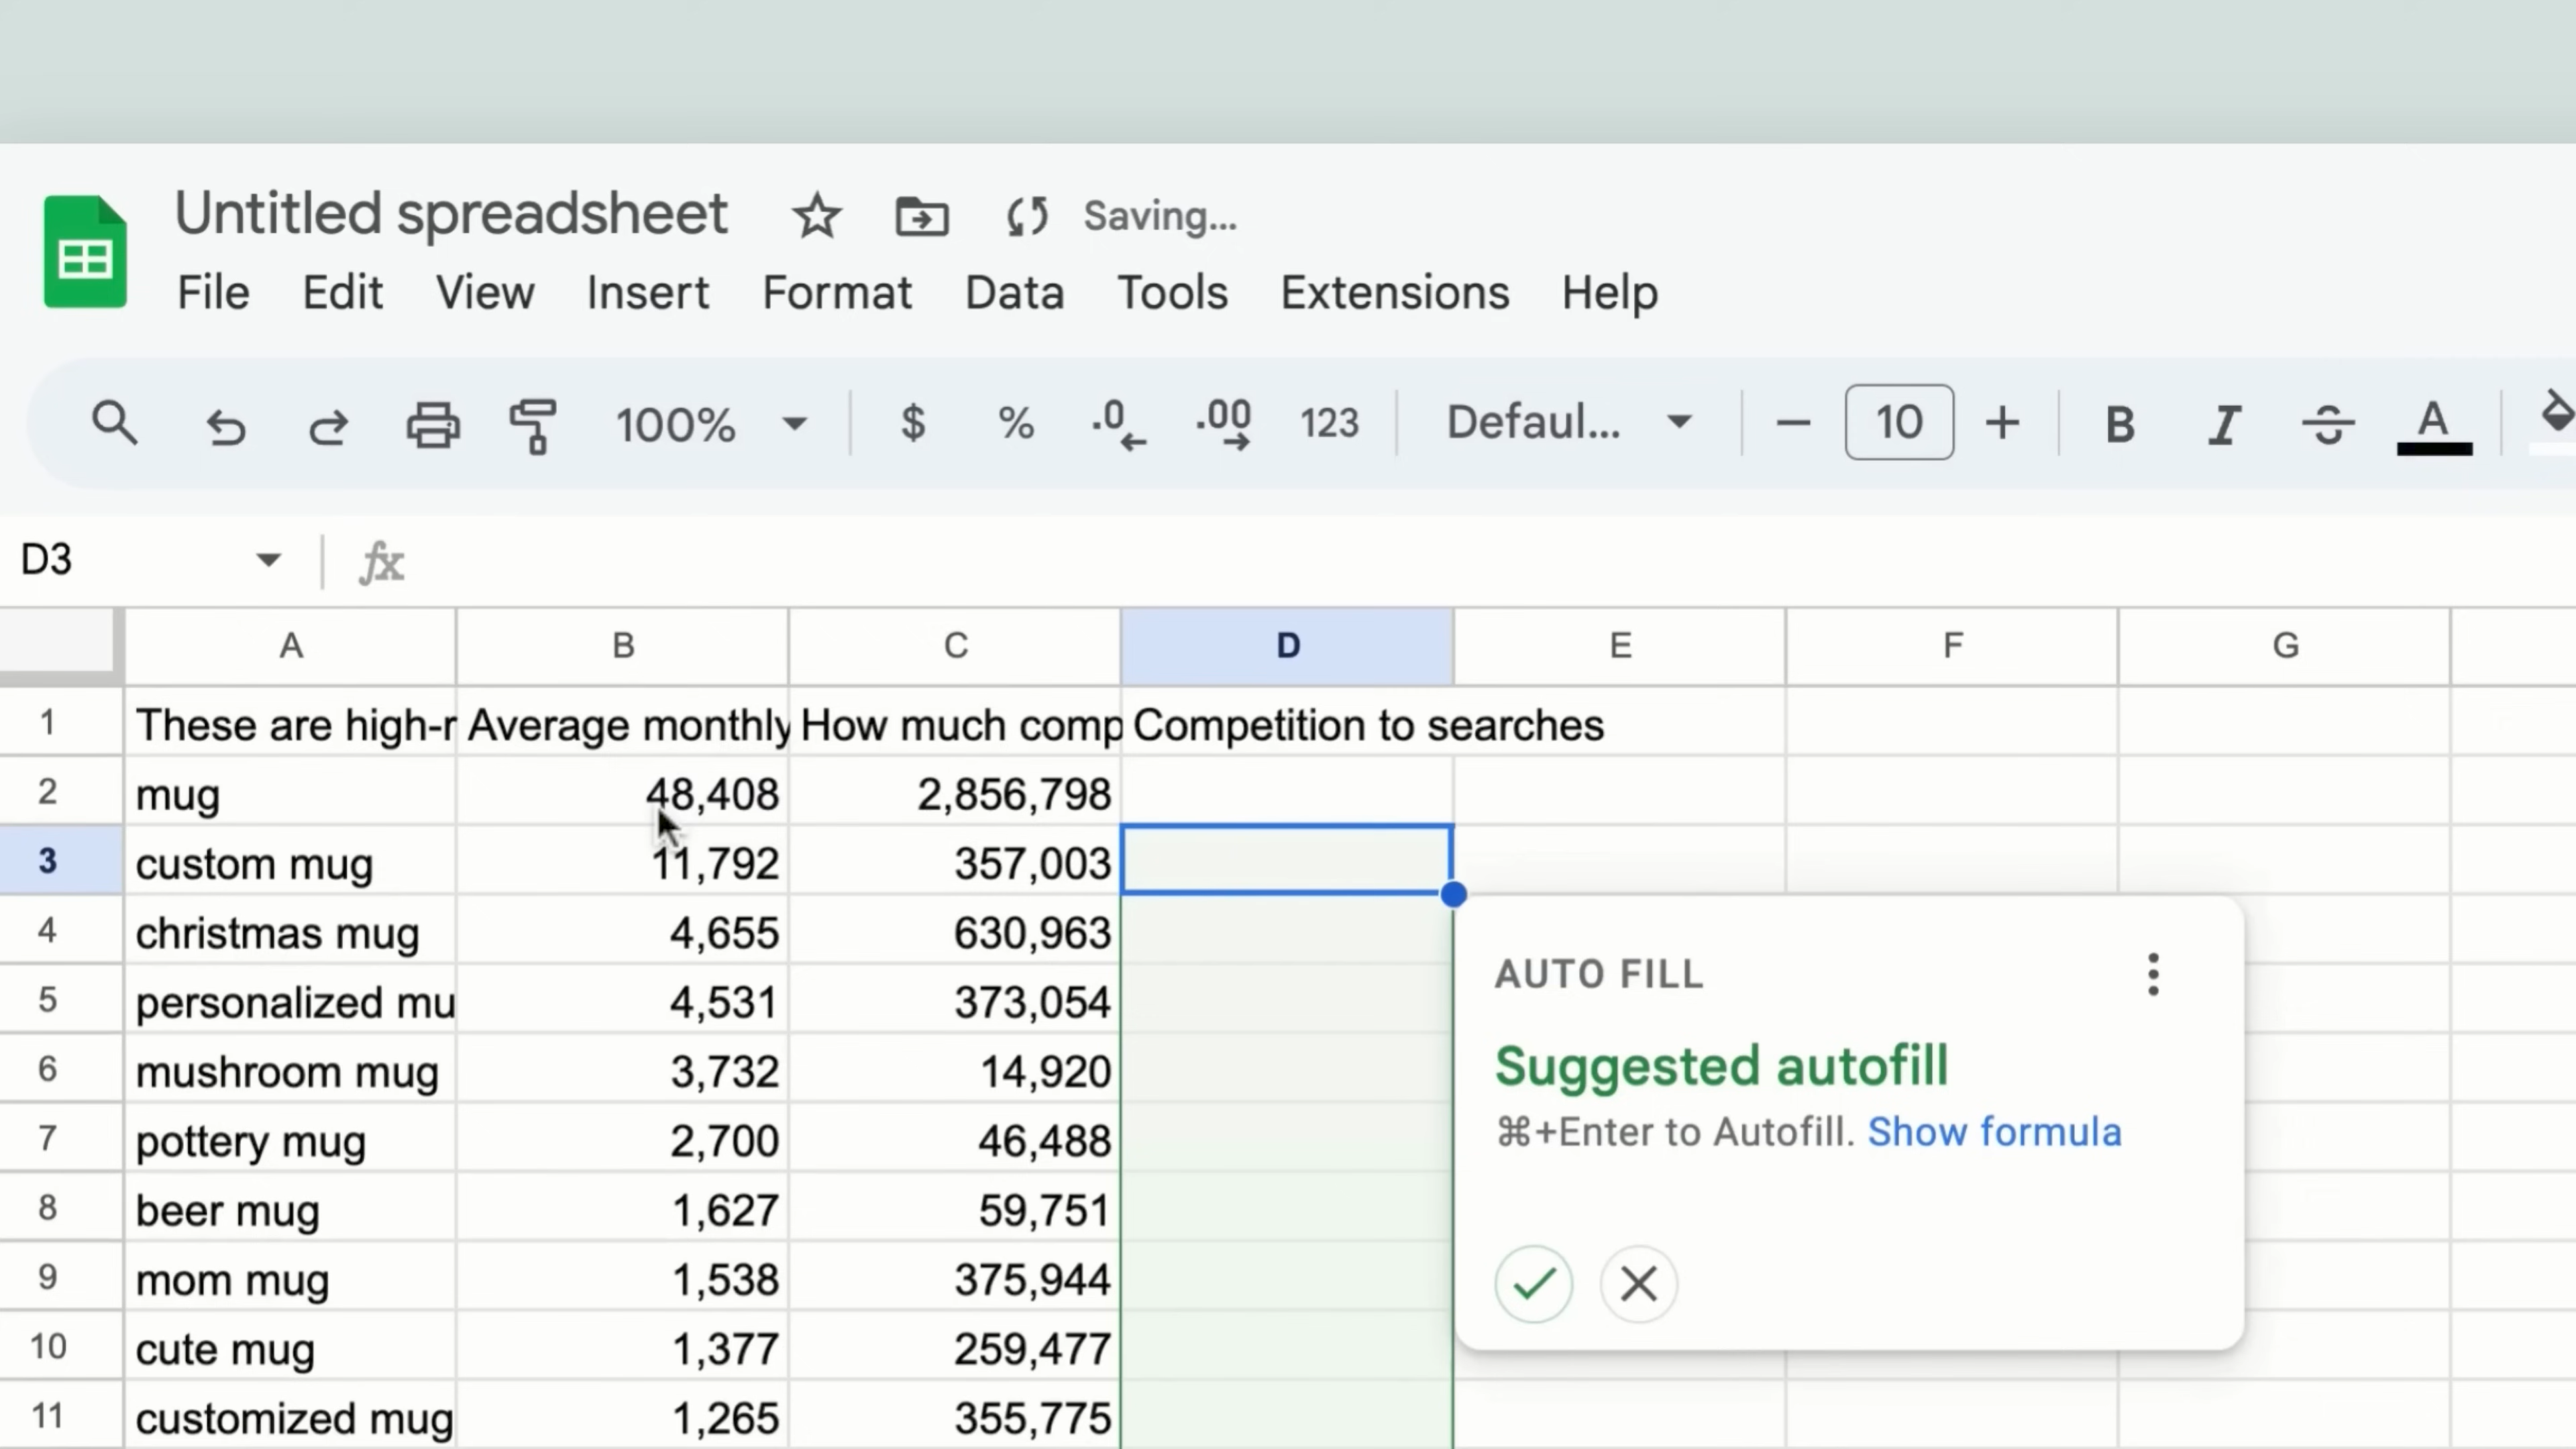 Untitled spreadsheet Saving...
File Edit View Insert Format Data Tools Extensions Help
100% $ % .0 .00 123 Defaul... 10 B I S A
D3 fx
A B C D E F G
1 These are high-r Average monthly How much comp Competition to searches
2 mug 48,408 2,856,798
3 custom mug 11,792 357,003
4 christmas mug 4,655 630,963
5 personalized mu 4,531 373,054
6 mushroom mug 3,732 14,920
7 pottery mug 2,700 46,488
8 beer mug 1,627 59,751
9 mom mug 1,538 375,944
10 cute mug 1,377 259,477
11 customized mug 1,265 355,775
AUTO FILL
Suggested autofill
⌘+Enter to Autofill. Show formula